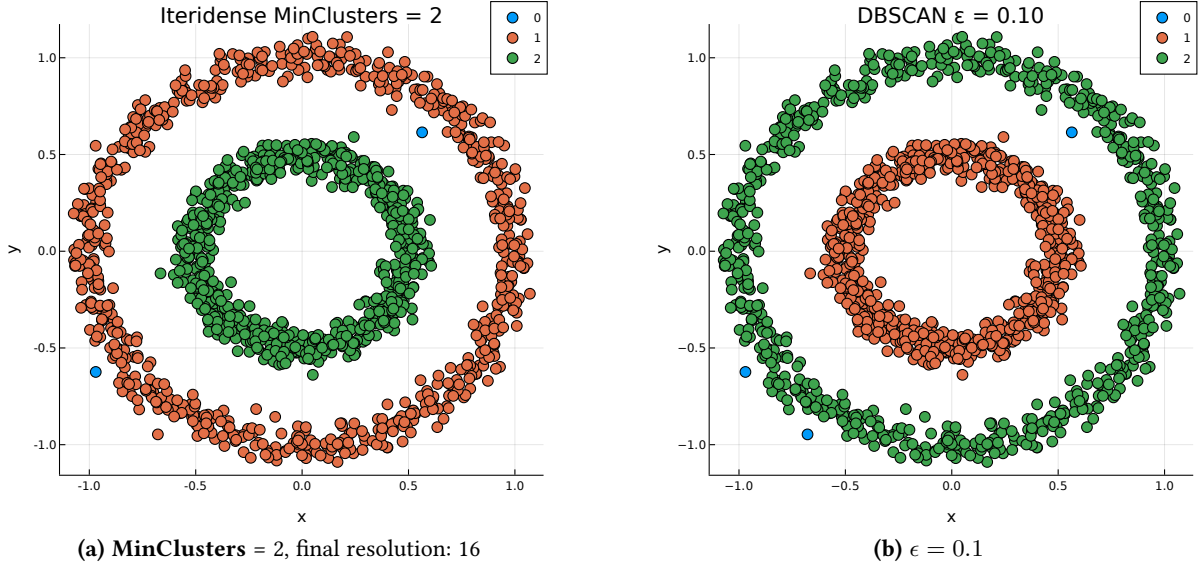 Iteridense MinClusters = 2
0
1
2
1.0
0.5
0.0
-0.5
-1.0
y
-1.0 -0.5 0.0 0.5 1.0
x
(a) MinClusters = 2, final resolution: 16
DBSCAN ε = 0.10
0
1
2
1.0
0.5
0.0
−0.5
−1.0
y
−1.0 −0.5 0.0 0.5 1.0
x
(b) ϵ = 0.1